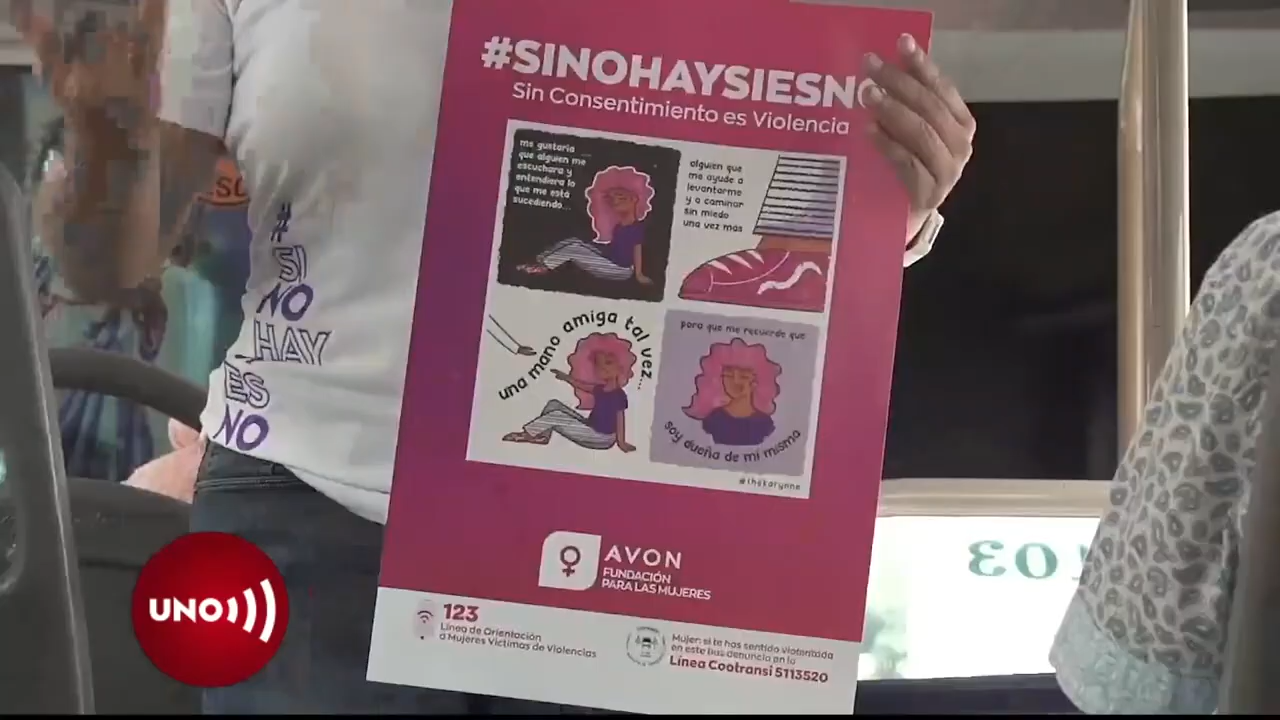 #SINOHAYSIESNO
Sin Consentimiento es Violencia
me gustaría
que alguien me
escuchara y
entendiera lo
que me está
sucediendo...
alguien que
me ayude a
levantarme
y a caminar
sin miedo
una vez más
una mano amiga tal vez...
para que me recuerde que
soy dueña de mi misma
@thekarynne
AVON
FUNDACIÓN
PARA LAS MUJERES
123
Línea de Orientación
a Mujeres Víctimas de Violencias
Mujer: si te has sentido violentada
en este bus denuncia en la
Línea Cootransi 5113520
#
SI
NO
HAY
ES
NO
UNO
103